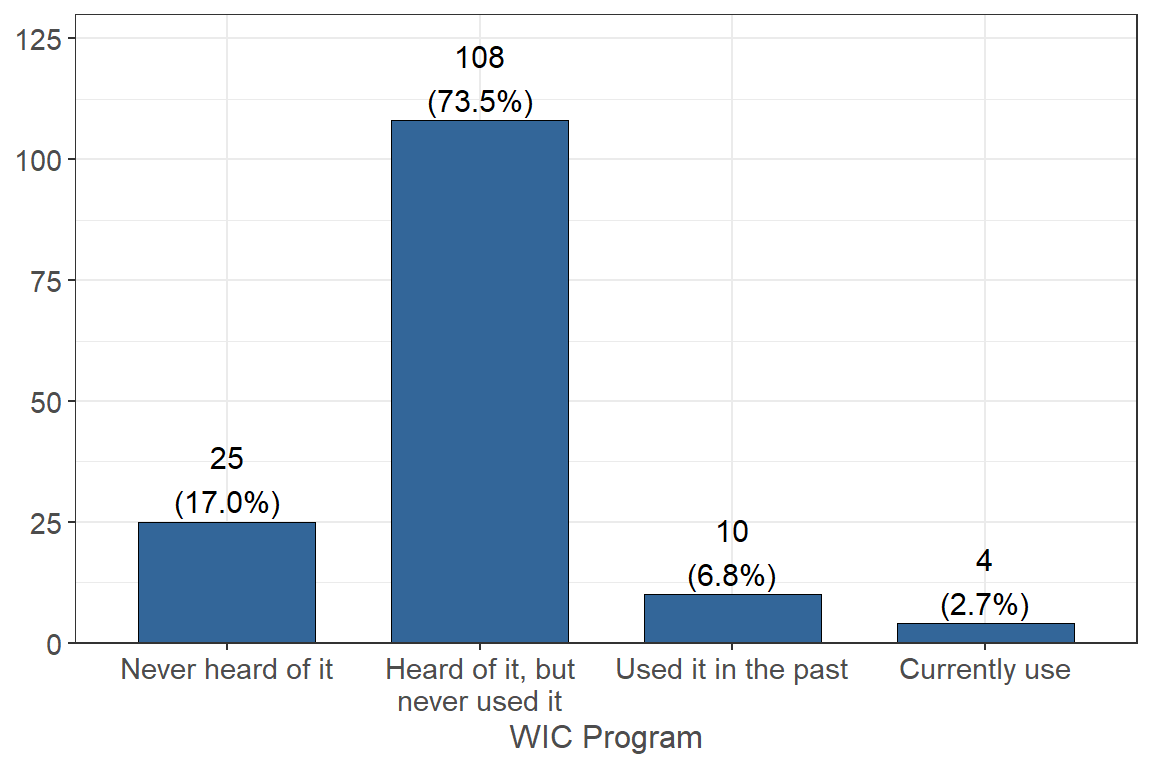 125
100
75
50
25
0
108
(73.5%)
25
(17.0%)
10
(6.8%)
4
(2.7%)
Never heard of it
Heard of it, but
never used it
Used it in the past
Currently use
WIC Program